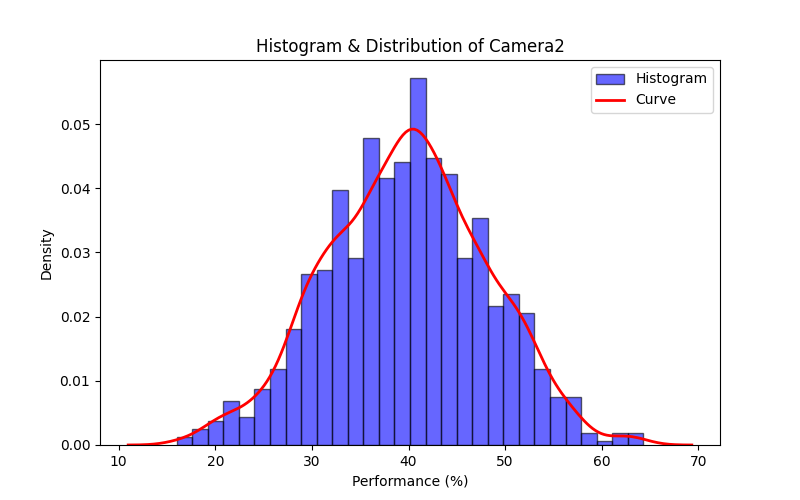 Histogram & Distribution of Camera2
Histogram
Curve
Density
0.05
0.04
0.03
0.02
0.01
0.00
10 20 30 40 50 60 70
Performance (%)